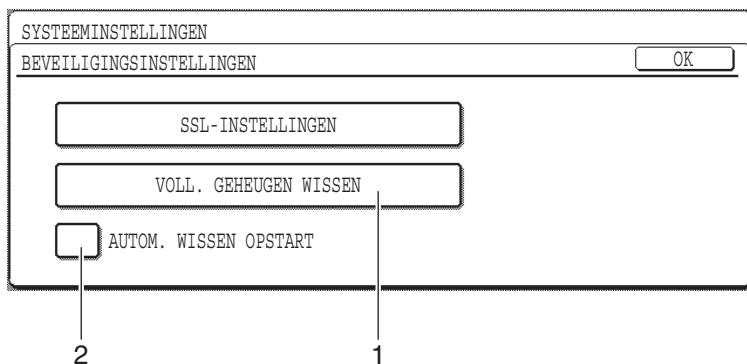 SYSTEEMINSTELLINGEN
BEVEILIGINGSINSTELLINGEN OK
SSL-INSTELLINGEN
VOLL. GEHEUGEN WISSEN
AUTOM. WISSEN OPSTART
2 1